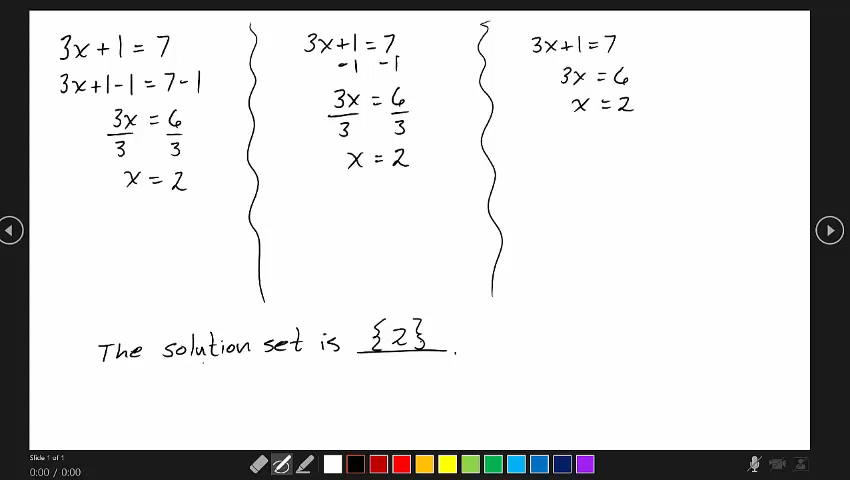 3x+1=7
3x+1-1=7-1
3x = 6
3 3
x = 2
3x+1=7
-1 -1
3x = 6
3 3
x = 2
3x+1=7
3x = 6
x = 2
The solution set is {2}.
Slide 1 of 1
0:00 / 0:00